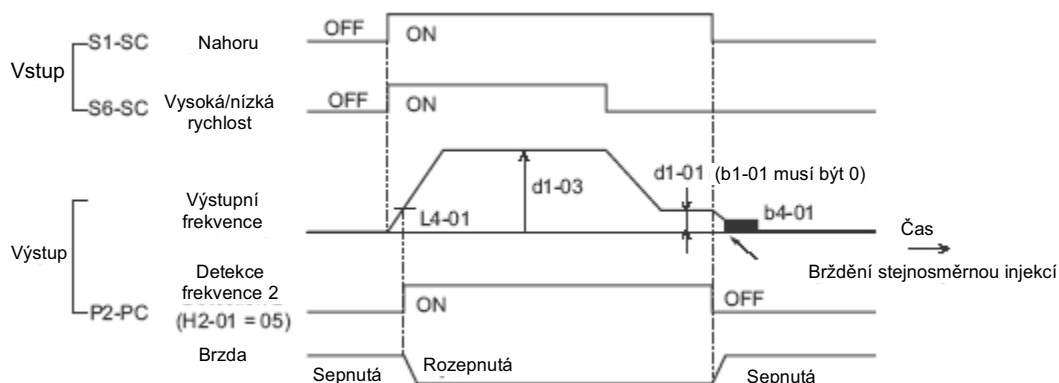 Vstup
S1-SC
Nahoru
OFF
ON
S6-SC
Vysoká/nízká
rychlost
OFF
ON
Výstup
Výstupní
frekvence
L4-01
d1-03
d1-01 (b1-01 musí být 0)
b4-01
Čas
Brždění stejnosměrnou injekcí
P2-PC
Detekce
frekvence 2
(H2-01 = 05)
ON
OFF
Brzda
Sepnutá
Rozepnutá
Sepnutá